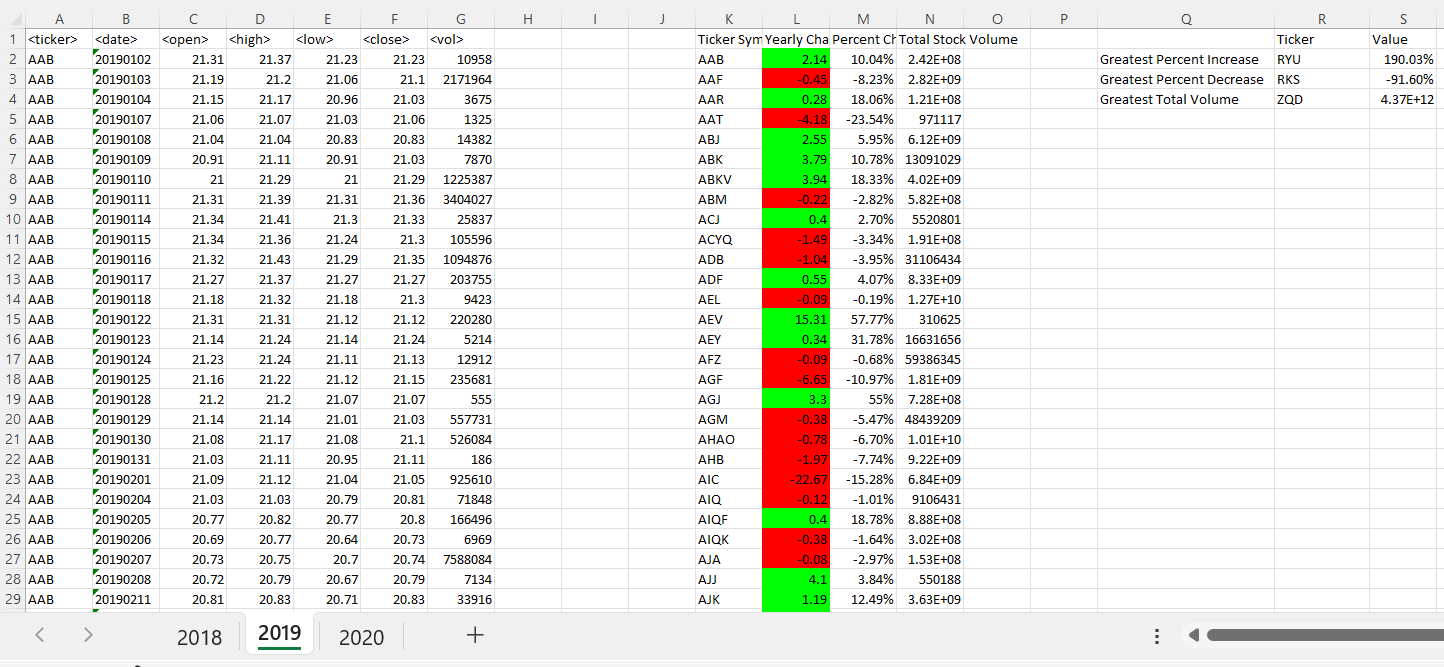 A B C D E F G H I J K L M N O P Q R S
1 <ticker> <date> <open> <high> <low> <close> <vol> Ticker Sym Yearly Cha Percent Ch Total Stock Volume Ticker Value
2 AAB 20190102 21.31 21.37 21.23 21.23 10958 AAB 2.14 10.04% 2.42E+08 Greatest Percent Increase RYU 190.03%
3 AAB 20190103 21.19 21.2 21.06 21.1 2171964 AAF -0.45 -8.23% 2.82E+09 Greatest Percent Decrease RKS -91.60%
4 AAB 20190104 21.15 21.17 20.96 21.03 3675 AAR 0.28 18.06% 1.21E+08 Greatest Total Volume ZQD 4.37E+12
5 AAB 20190107 21.06 21.07 21.03 21.06 1325 AAT -4.18 -23.54% 971117
6 AAB 20190108 21.04 21.04 20.83 20.83 14382 ABJ 2.55 5.95% 6.12E+09
7 AAB 20190109 20.91 21.11 20.91 21.03 7870 ABK 3.79 10.78% 13091029
8 AAB 20190110 21 21.29 21 21.29 1225387 ABKV 3.94 18.33% 4.02E+09
9 AAB 20190111 21.31 21.39 21.31 21.36 3404027 ABM -0.22 -2.82% 5.82E+08
10 AAB 20190114 21.34 21.41 21.3 21.33 25837 ACJ 0.4 2.70% 5520801
11 AAB 20190115 21.34 21.36 21.24 21.3 105596 ACYQ -1.49 -3.34% 1.91E+08
12 AAB 20190116 21.32 21.43 21.29 21.35 1094876 ADB -1.04 -3.95% 31106434
13 AAB 20190117 21.27 21.37 21.27 21.27 203755 ADF 0.55 4.07% 8.33E+09
14 AAB 20190118 21.18 21.32 21.18 21.3 9423 AEL -0.09 -0.19% 1.27E+10
15 AAB 20190122 21.31 21.31 21.12 21.12 220280 AEV 15.31 57.77% 310625
16 AAB 20190123 21.14 21.24 21.14 21.24 5214 AEY 0.34 31.78% 16631656
17 AAB 20190124 21.23 21.24 21.11 21.13 12912 AFZ -0.09 -0.68% 59386345
18 AAB 20190125 21.16 21.22 21.12 21.15 235681 AGF -6.65 -10.97% 1.81E+09
19 AAB 20190128 21.2 21.2 21.07 21.07 555 AGJ 3.3 55% 7.28E+08
20 AAB 20190129 21.14 21.14 21.01 21.03 557731 AGM -0.38 -5.47% 48439209
21 AAB 20190130 21.08 21.17 21.08 21.1 526084 AHAO -0.78 -6.70% 1.01E+10
22 AAB 20190131 21.03 21.11 20.95 21.11 186 AHB -1.97 -7.74% 9.22E+09
23 AAB 20190201 21.09 21.12 21.04 21.05 925610 AIC -22.67 -15.28% 6.84E+09
24 AAB 20190204 21.03 21.03 20.79 20.81 71848 AIQ -0.12 -1.01% 9106431
25 AAB 20190205 20.77 20.82 20.77 20.8 166496 AIQF 0.4 18.78% 8.88E+08
26 AAB 20190206 20.69 20.77 20.64 20.73 6969 AIQK -0.38 -1.64% 3.02E+08
27 AAB 20190207 20.73 20.75 20.7 20.74 7588084 AJA -0.08 -2.97% 1.53E+08
28 AAB 20190208 20.72 20.79 20.67 20.79 7134 AJJ 4.1 3.84% 550188
29 AAB 20190211 20.81 20.83 20.71 20.83 33916 AJK 1.19 12.49% 3.63E+09
2018 2019 2020